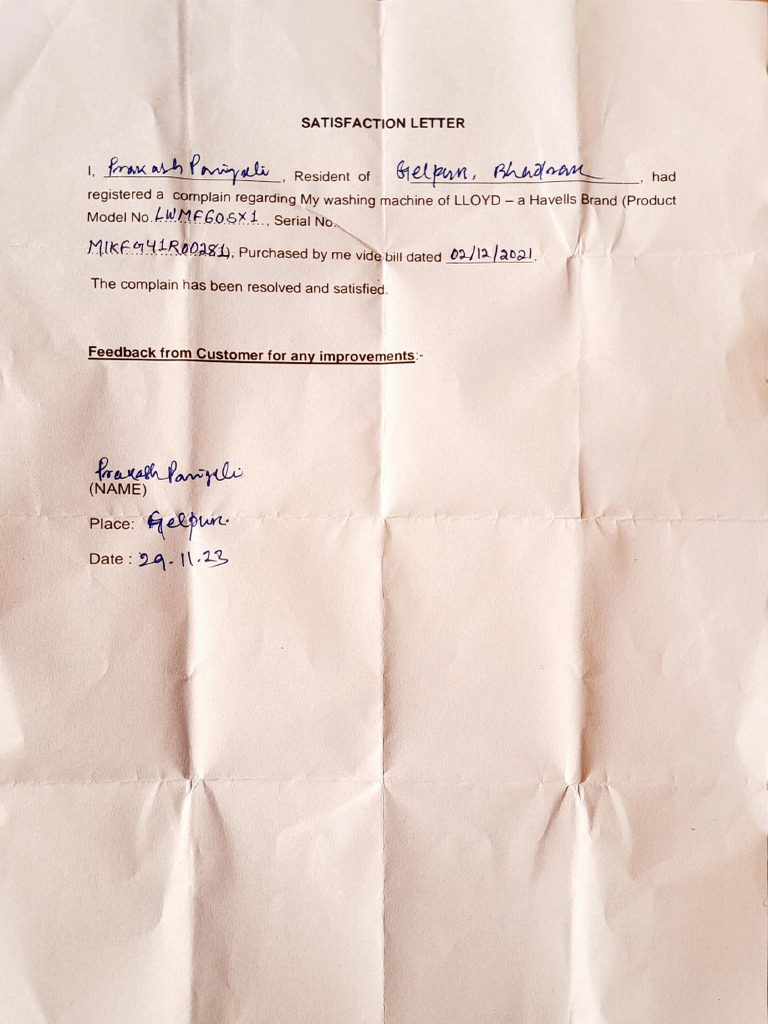 SATISFACTION LETTER
I, Prakash Panigrahi, Resident of Gelpur, Bhadrak, had
registered a complain regarding My washing machine of LLOYD – a Havells Brand (Product
Model No. LWMF60SX1, Serial No.
MIKFG41R00281), Purchased by me vide bill dated 02/12/2021.
The complain has been resolved and satisfied.
Feedback from Customer for any improvements:-
Prakash Panigrahi
(NAME)
Place: Gelpur.
Date : 29.11.23